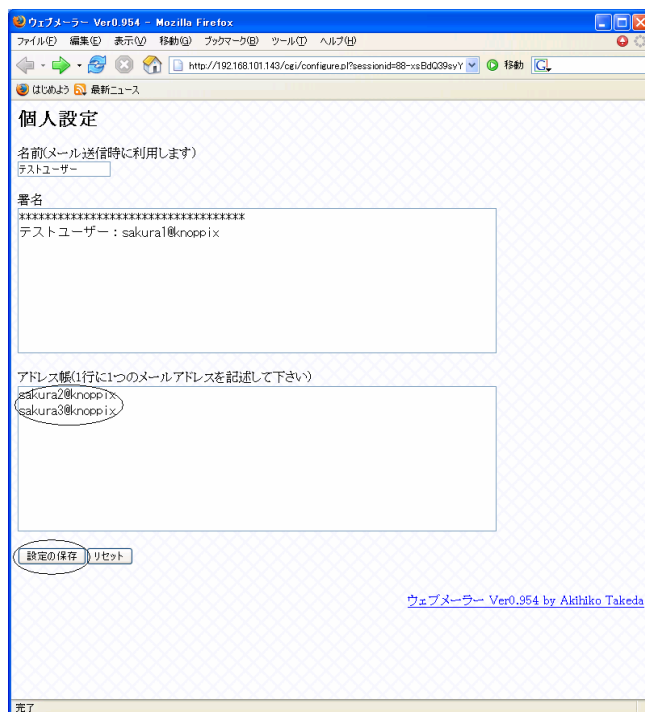 ウェブメーラー Ver0.954 - Mozilla Firefox
ファイル(F) 編集(E) 表示(V) 移動(G) ブックマーク(B) ツール(T) ヘルプ(H)
http://192.168.101.143/cgi/configure.pl?sessionid=88-xsBdQ39syY 移動 G
はじめよう 最新ニュース
個人設定
名前(メール送信時に利用します)
テストユーザー
署名
***********************************
テストユーザー：sakura1@knoppix
アドレス帳(1行に1つのメールアドレスを記述して下さい)
sakura2@knoppix
sakura3@knoppix
設定の保存 リセット
ウェブメーラー Ver0.954 by Akihiko Takeda
完了